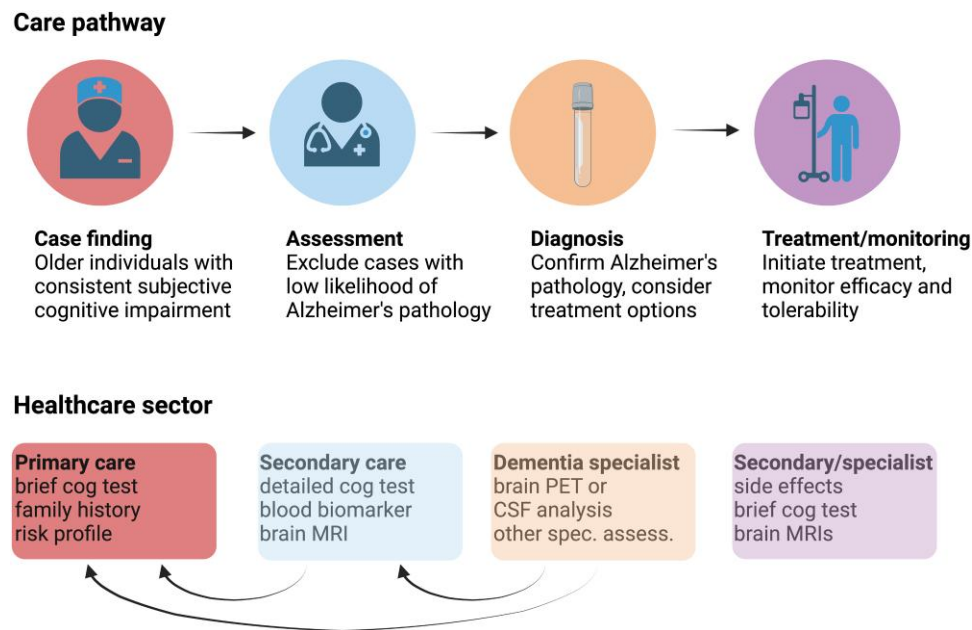 Care pathway
Case finding
Older individuals with
consistent subjective
cognitive impairment
Assessment
Exclude cases with
low likelihood of
Alzheimer's pathology
Diagnosis
Confirm Alzheimer's
pathology, consider
treatment options
Treatment/monitoring
Initiate treatment,
monitor efficacy and
tolerability
Healthcare sector
Primary care
brief cog test
family history
risk profile
Secondary care
detailed cog test
blood biomarker
brain MRI
Dementia specialist
brain PET or
CSF analysis
other spec. assess.
Secondary/specialist
side effects
brief cog test
brain MRIs